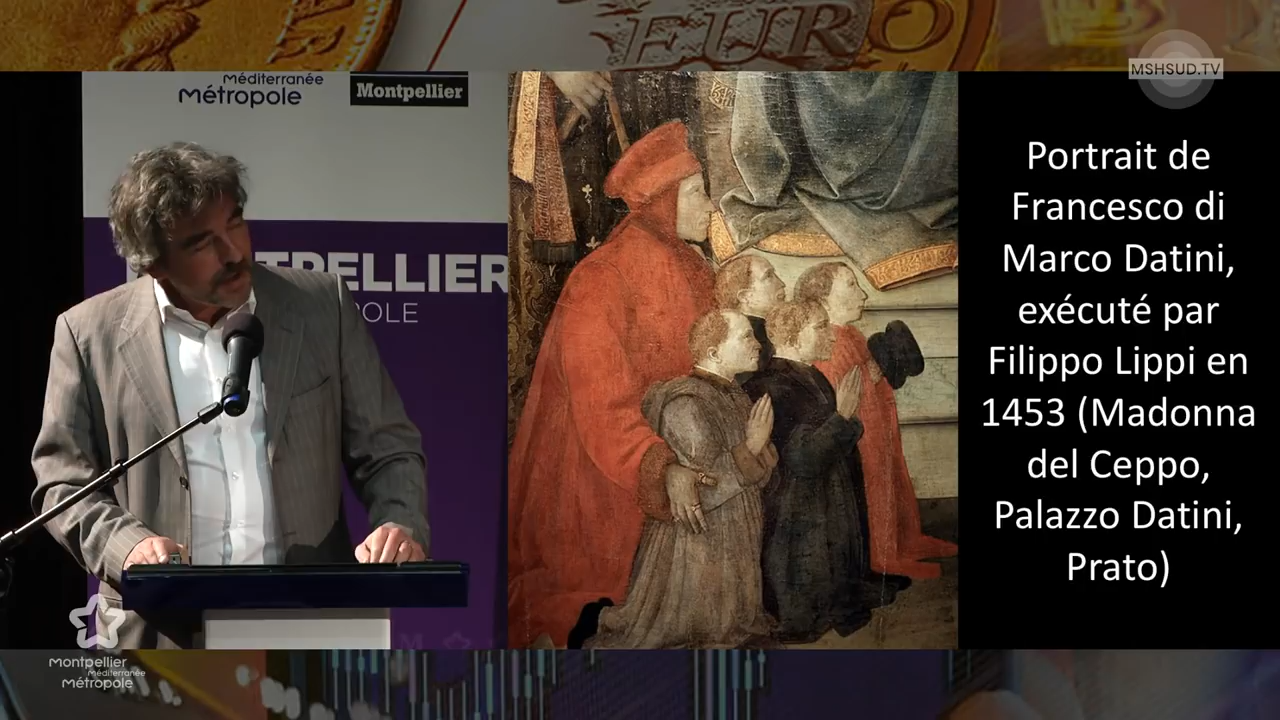 EURO
MSHSUD.TV
méditerranée
métropole
Montpellier
TPELLIER
POLE
Portrait de
Francesco di
Marco Datini,
exécuté par
Filippo Lippi en
1453 (Madonna
del Ceppo,
Palazzo Datini,
Prato)
montpellier
méditerranée
métropole